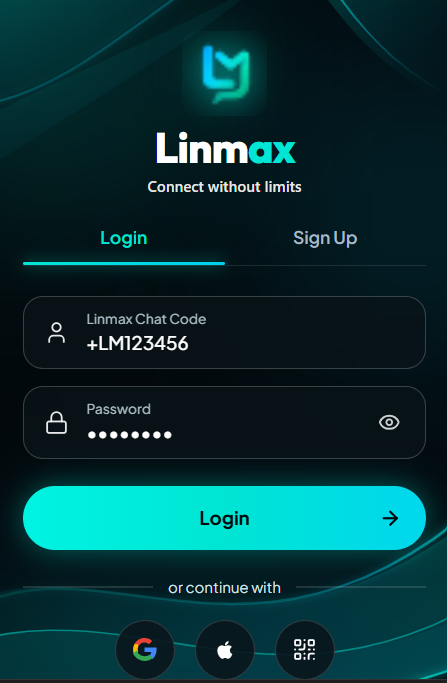 Linmax
Connect without limits
Login
Sign Up
Linmax Chat Code
+LM123456
Password
Login
or continue with